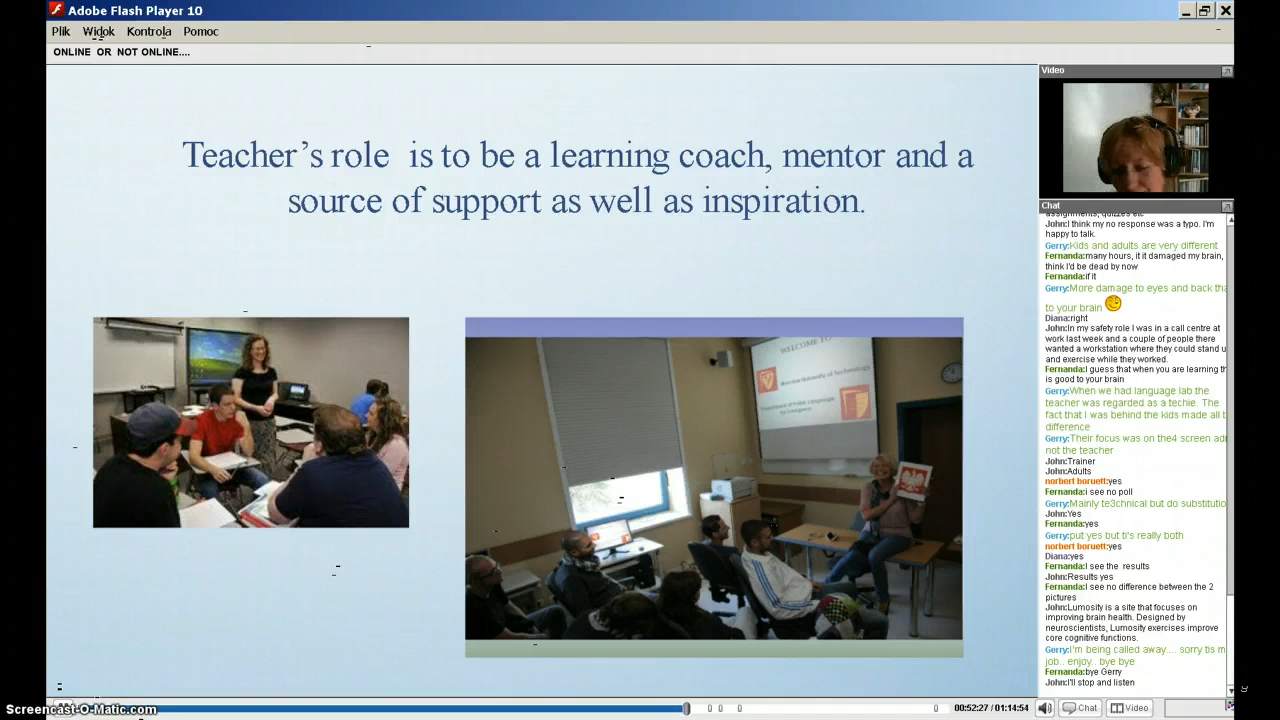 Adobe Flash Player 10
Plik Widok Kontrola Pomoc
ONLINE OR NOT ONLINE....
Teacher's role is to be a learning coach, mentor and a
source of support as well as inspiration.
WELCOME TO
Warsaw University of Technology
Video
Chat
assignments, quizzes etc
John:I think my no response was a typo. I'm
happy to talk.
Gerry:Kids and adults are very different
Fernanda:many hours, if it damaged my brain,
think I'd be dead by now
Fernanda:if it
Gerry:More damage to eyes and back tha
to your brain
Diana:right
John:In my safety role I was in a call centre at
work last week and a couple of people there
wanted a workstation where they could stand u
and exercise while they worked.
Fernanda:I guess that when you are learning th
is good to your brain
Gerry:When we had language lab the
teacher was regarded as a techie. The
fact that I was behind the kids made all t
difference
Gerry:Their focus was on the4 screen adn
not the teacher
John:Trainer
John:Adults
norbert boruett:yes
Fernanda:i see no poll
Gerry:Mainly te3chnical but do substitutio
John:Yes
Fernanda:yes
Gerry:put yes but ti's really both
norbert boruett:yes
Diana:yes
Fernanda:I see the results
John:Results yes
Fernanda:I see no difference between the 2
pictures
John:Lumosity is a site that focuses on
improving brain health. Designed by
neuroscientists, Lumosity exercises improve
core cognitive functions.
Gerry:I'm being called away.... sorry tis m
job.. enjoy.. bye bye
Fernanda:bye Gerry
John:I'll stop and listen
00:52:27 / 01:14:54
Chat
Video
Screencast-O-Matic.com